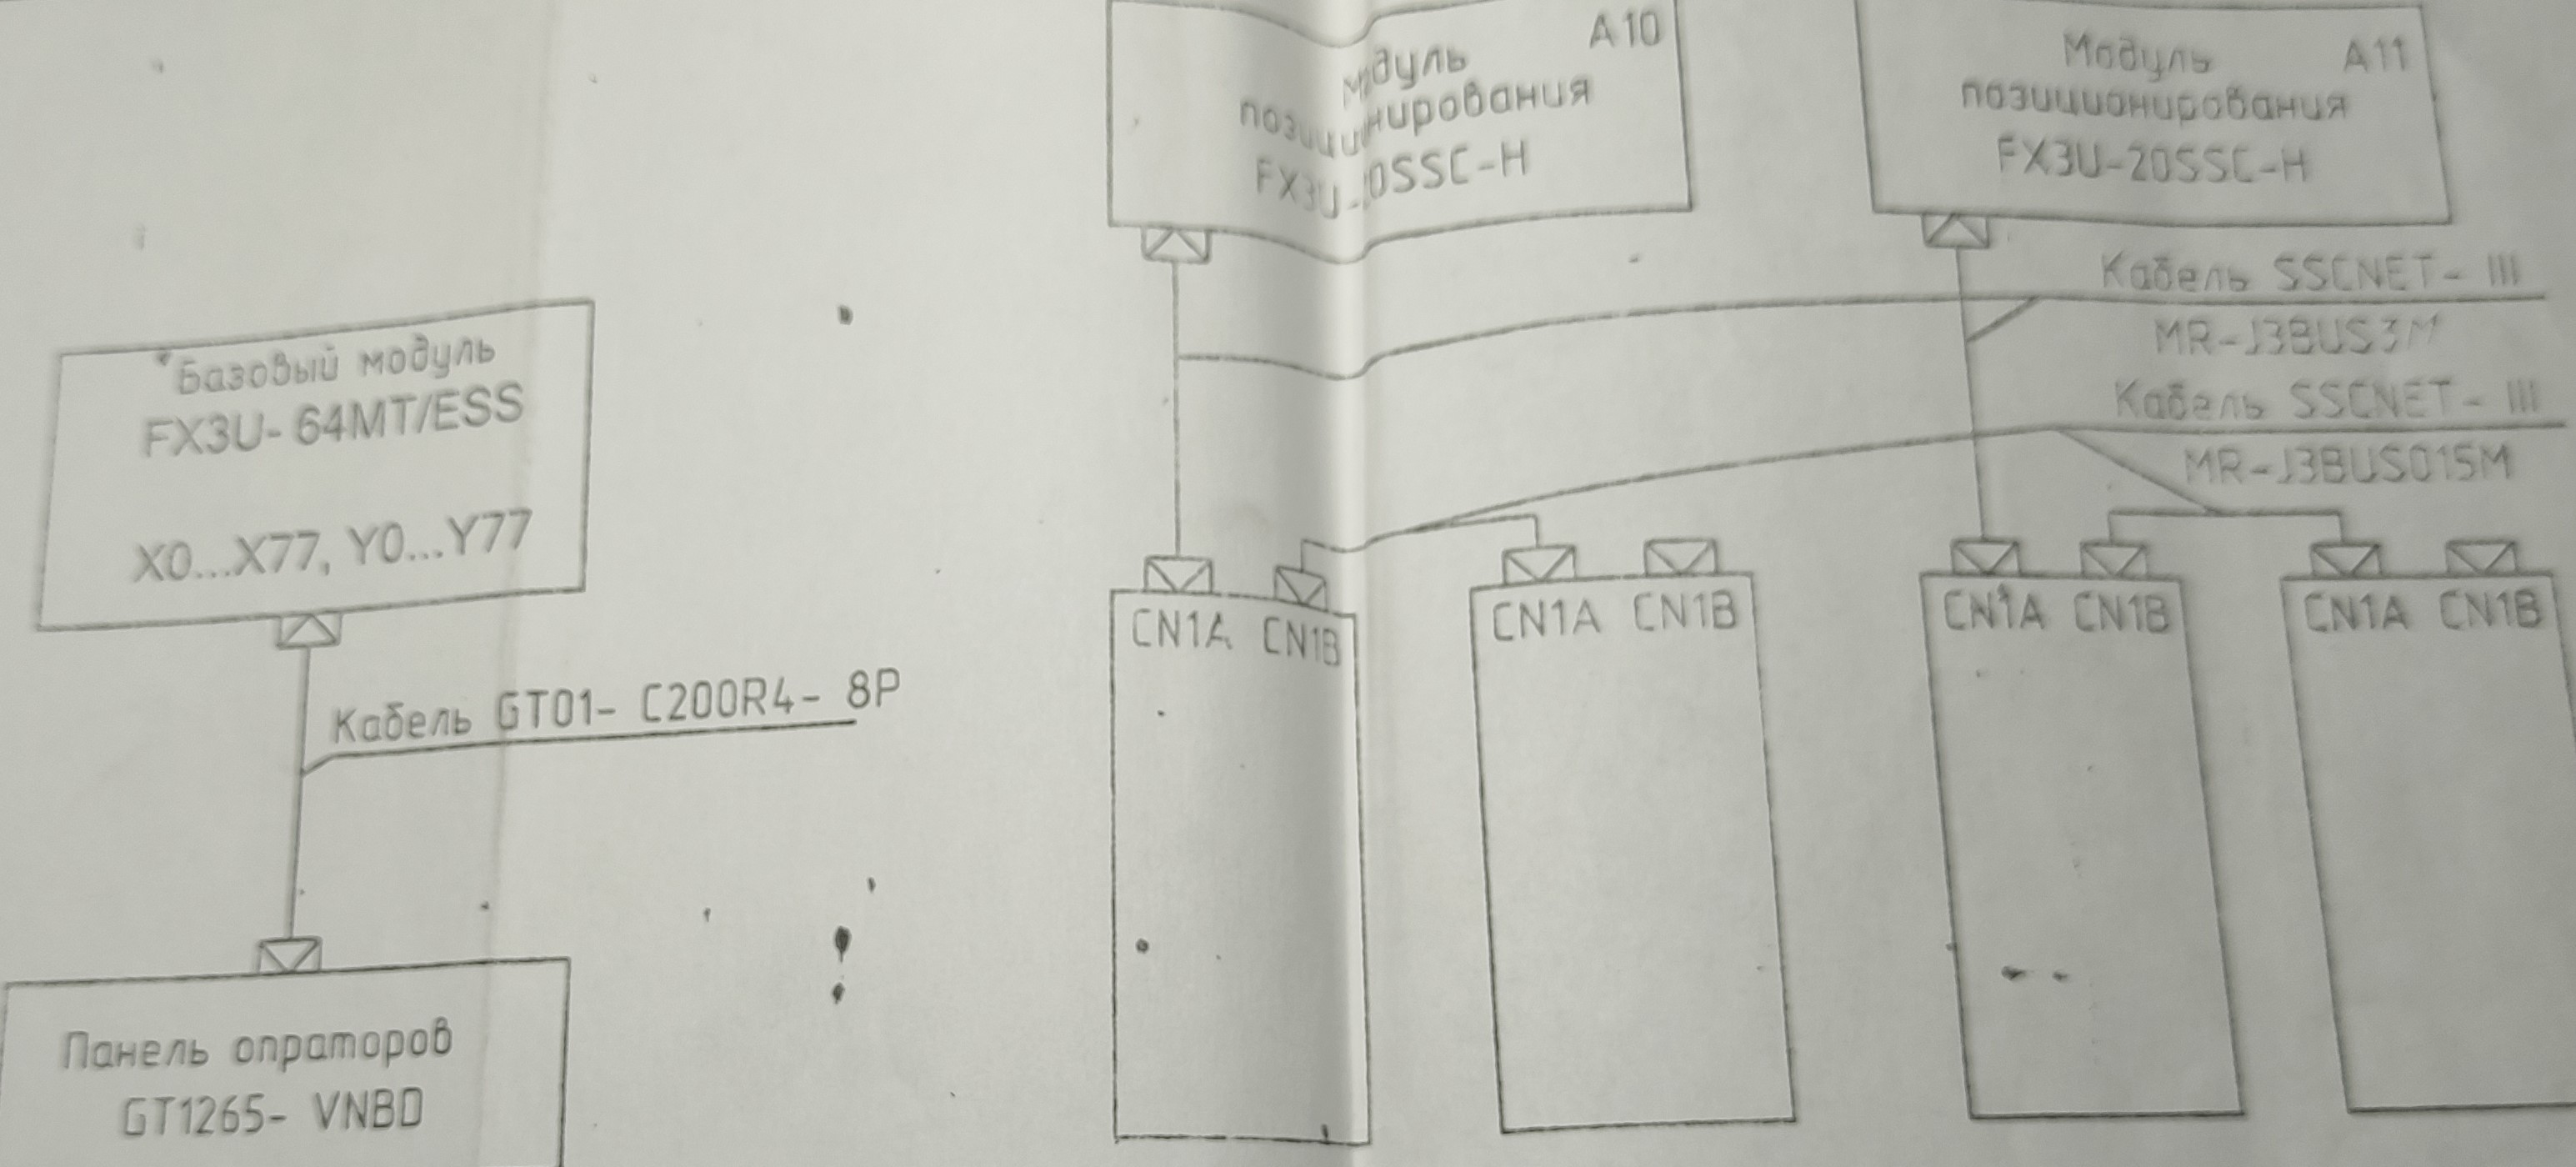 Модуль А10
позиционирования
FX3U-20SSC-H
Модуль А11
позиционирования
FX3U-20SSC-H
Кабель SSCNET- III
MR-J3BUS3M
Кабель SSCNET- III
MR-J3BUS015M
Базовый модуль
FX3U- 64MT/ESS
X0...X77, Y0...Y77
CN1A CN1B
CN1A CN1B
CN1A CN1B
CN1A CN1B
Кабель GT01- C200R4- 8P
Панель опраторов
GT1265- VNBD